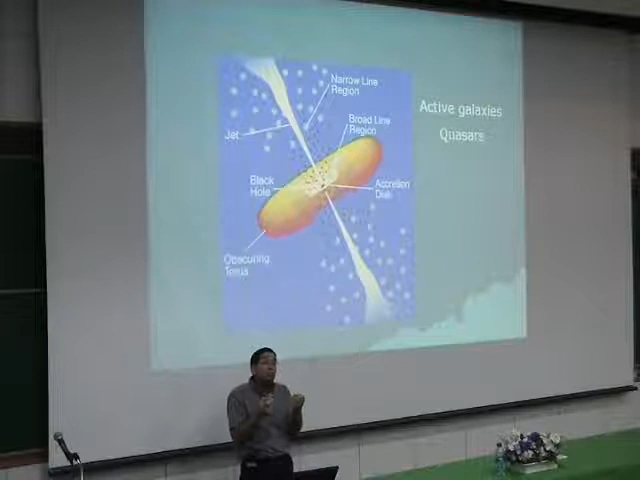 Narrow Line
Region
Active galaxies
Broad Line
Region
Jet
Quasars
Black
Hole
Accretion
Disk
Obscuring
Torus